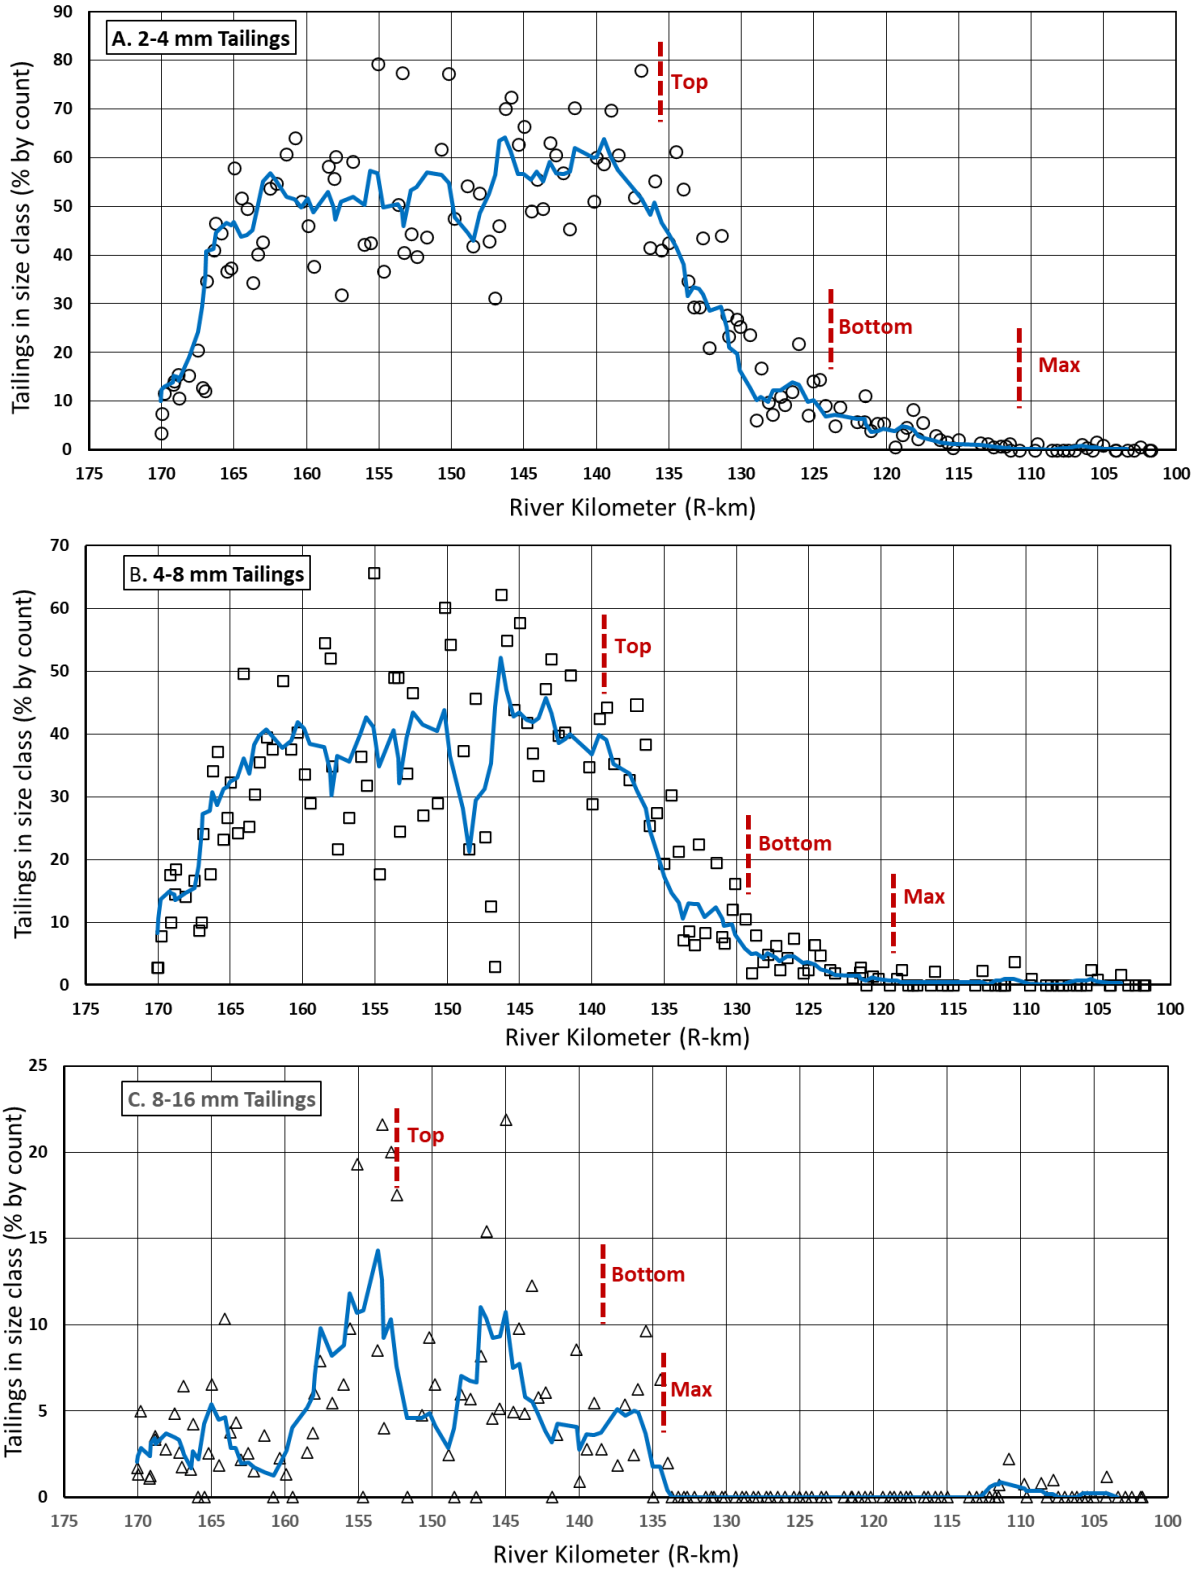 A. 2-4 mm Tailings
Tailings in size class (% by count)
90
80
70
60
50
40
30
20
10
0
Top
Bottom
Max
175 170 165 160 155 150 145 140 135 130 125 120 115 110 105 100
River Kilometer (R-km)
B. 4-8 mm Tailings
Tailings in size class (% by count)
70
60
50
40
30
20
10
0
Top
Bottom
Max
175 170 165 160 155 150 145 140 135 130 125 120 115 110 105 100
River Kilometer (R-km)
C. 8-16 mm Tailings
Tailings in size class (% by count)
25
20
15
10
5
0
Top
Bottom
Max
175 170 165 160 155 150 145 140 135 130 125 120 115 110 105 100
River Kilometer (R-km)